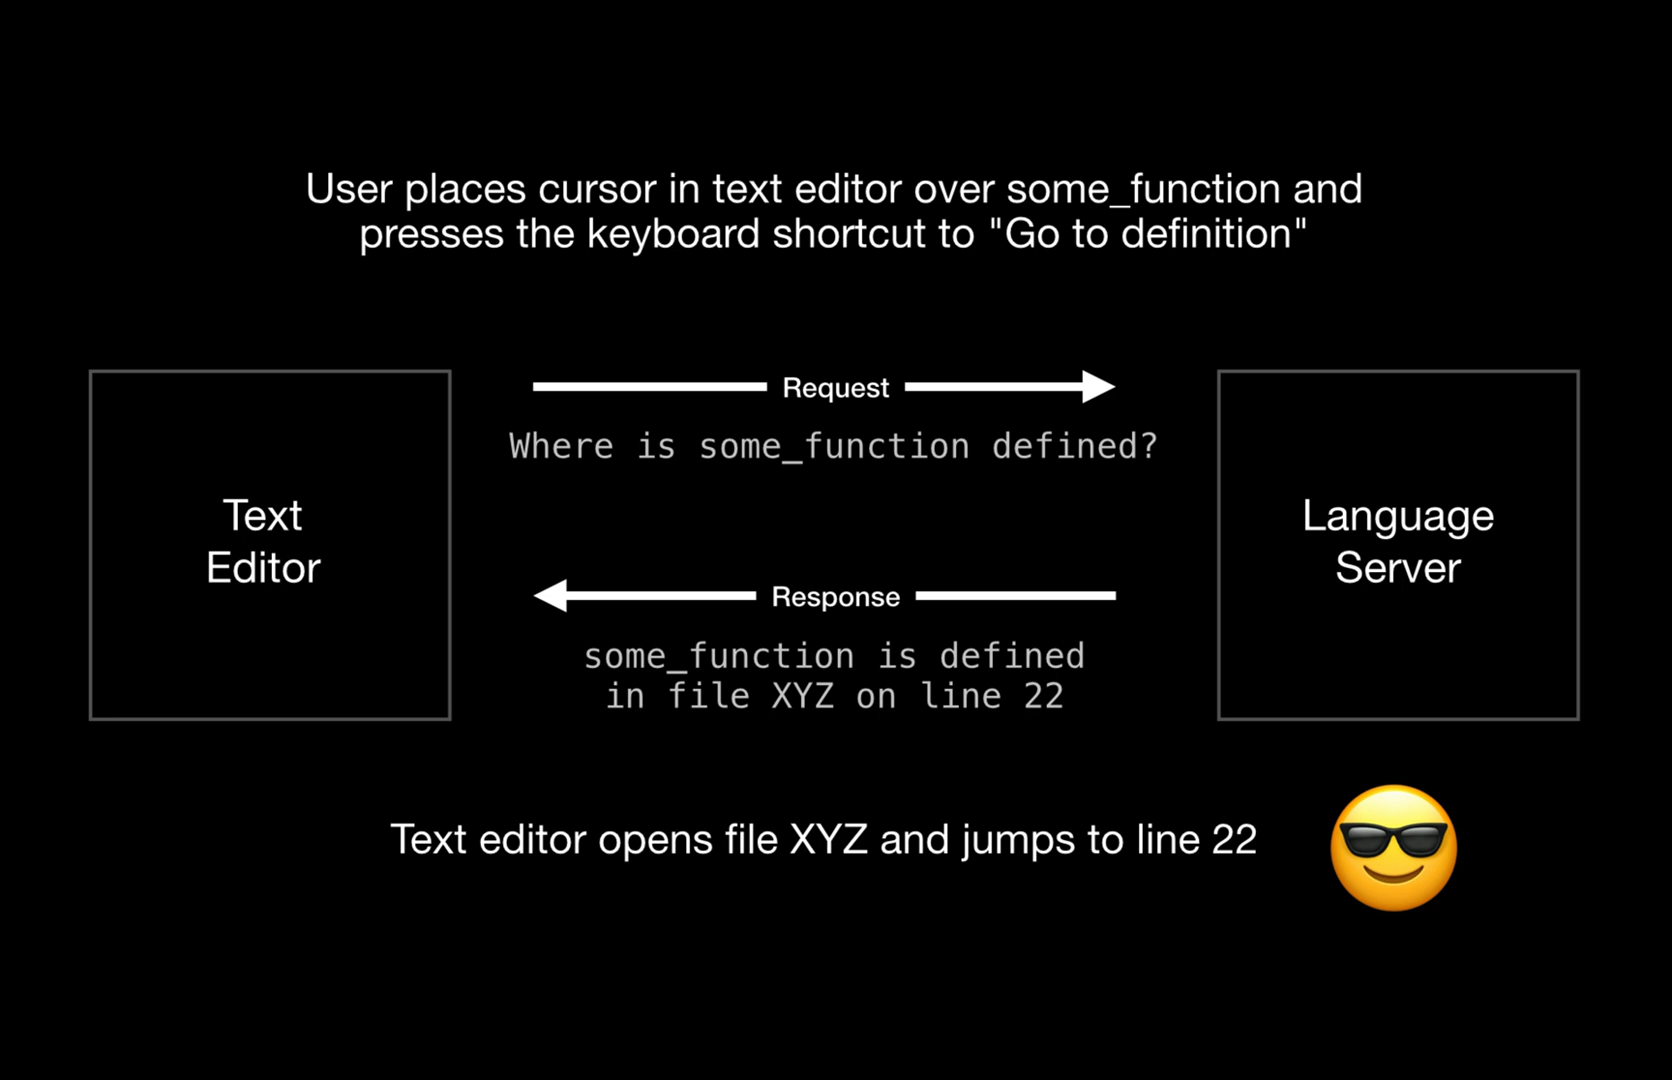 User places cursor in text editor over some_function and
presses the keyboard shortcut to "Go to definition"
Request
Where is some_function defined?
Text
Editor
Language
Server
Response
some_function is defined
in file XYZ on line 22
Text editor opens file XYZ and jumps to line 22